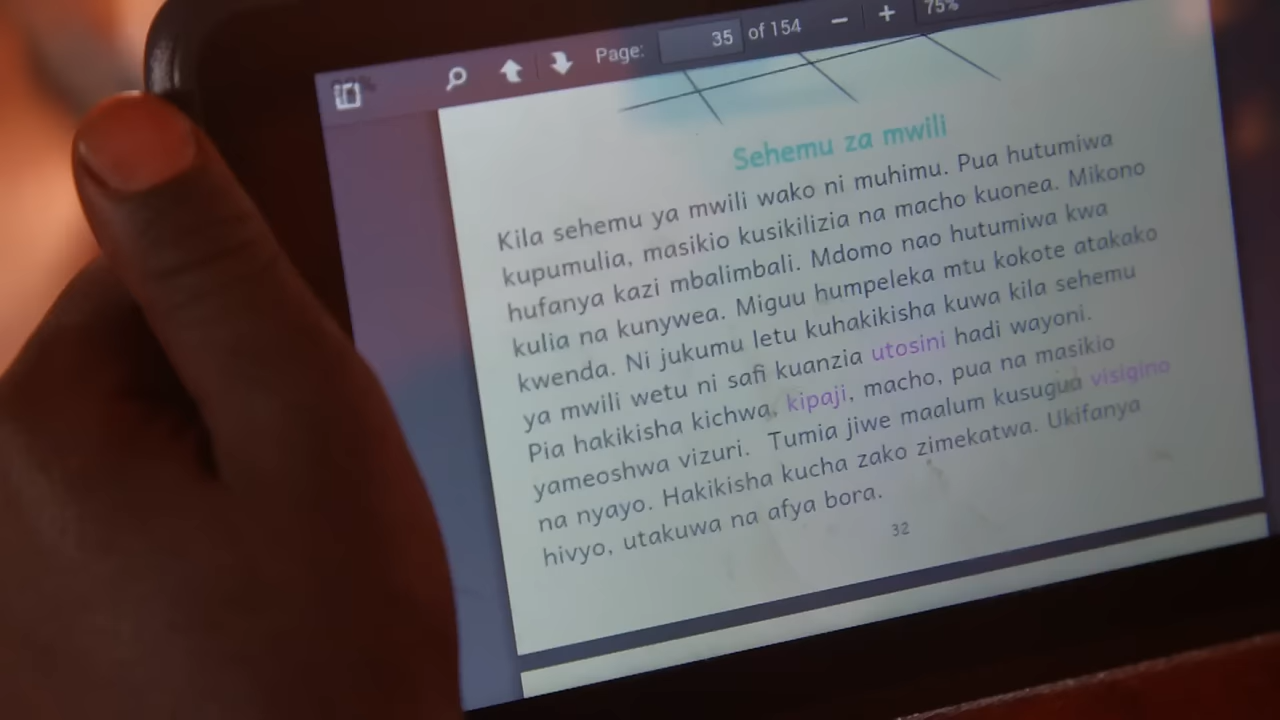 Page: 35 of 154 − + 75%
Sehemu za mwili
Kila sehemu ya mwili wako ni muhimu. Pua hutumiwa
kupumulia, masikio kusikilizia na macho kuonea. Mikono
hufanya kazi mbalimbali. Mdomo nao hutumiwa kwa
kulia na kunywea. Miguu humpeleka mtu kokote atakako
kwenda. Ni jukumu letu kuhakikisha kuwa kila sehemu
ya mwili wetu ni safi kuanzia utosini hadi wayoni.
Pia hakikisha kichwa, kipaji, macho, pua na masikio
yameoshwa vizuri. Tumia jiwe maalum kusugua visigino
na nyayo. Hakikisha kucha zako zimekatwa. Ukifanya
hivyo, utakuwa na afya bora.
32